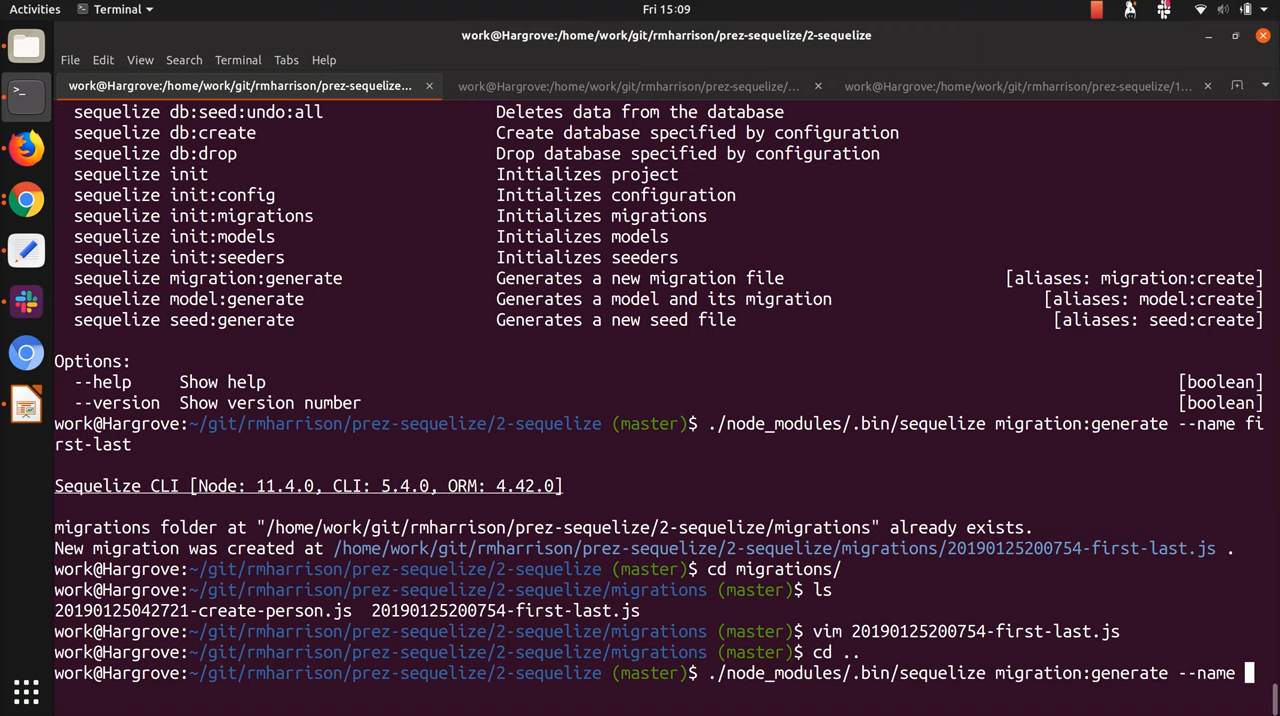 Activities Terminal Fri 15:09
work@Hargrove:/home/work/git/rmharrison/prez-sequelize/2-sequelize
File Edit View Search Terminal Tabs Help
work@Hargrove:/home/work/git/rmharrison/prez-sequelize... work@Hargrove:/home/work/git/rmharrison/prez-sequelize/... work@Hargrove:/home/work/git/rmharrison/prez-sequelize/1...
sequelize db:seed:undo:all Deletes data from the database
sequelize db:create Create database specified by configuration
sequelize db:drop Drop database specified by configuration
sequelize init Initializes project
sequelize init:config Initializes configuration
sequelize init:migrations Initializes migrations
sequelize init:models Initializes models
sequelize init:seeders Initializes seeders
sequelize migration:generate Generates a new migration file [aliases: migration:create]
sequelize model:generate Generates a model and its migration [aliases: model:create]
sequelize seed:generate Generates a new seed file [aliases: seed:create]
Options:
--help Show help [boolean]
--version Show version number [boolean]
work@Hargrove:~/git/rmharrison/prez-sequelize/2-sequelize (master)$ ./node_modules/.bin/sequelize migration:generate --name fi
rst-last
Sequelize CLI [Node: 11.4.0, CLI: 5.4.0, ORM: 4.42.0]
migrations folder at "/home/work/git/rmharrison/prez-sequelize/2-sequelize/migrations" already exists.
New migration was created at /home/work/git/rmharrison/prez-sequelize/2-sequelize/migrations/20190125200754-first-last.js .
work@Hargrove:~/git/rmharrison/prez-sequelize/2-sequelize (master)$ cd migrations/
work@Hargrove:~/git/rmharrison/prez-sequelize/2-sequelize/migrations (master)$ ls
20190125042721-create-person.js 20190125200754-first-last.js
work@Hargrove:~/git/rmharrison/prez-sequelize/2-sequelize/migrations (master)$ vim 20190125200754-first-last.js
work@Hargrove:~/git/rmharrison/prez-sequelize/2-sequelize/migrations (master)$ cd ..
work@Hargrove:~/git/rmharrison/prez-sequelize/2-sequelize (master)$ ./node_modules/.bin/sequelize migration:generate --name